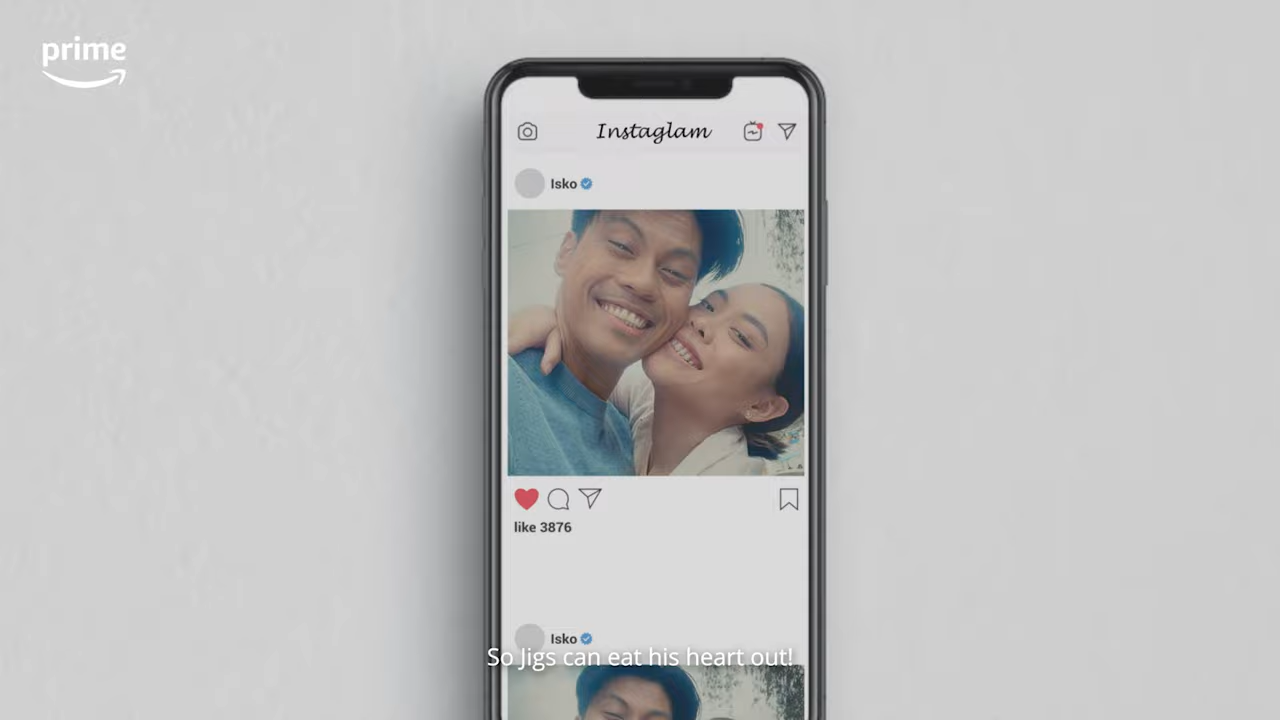 prime
Instaglam
Isko
like 3876
Isko
So Jigs can eat his heart out!